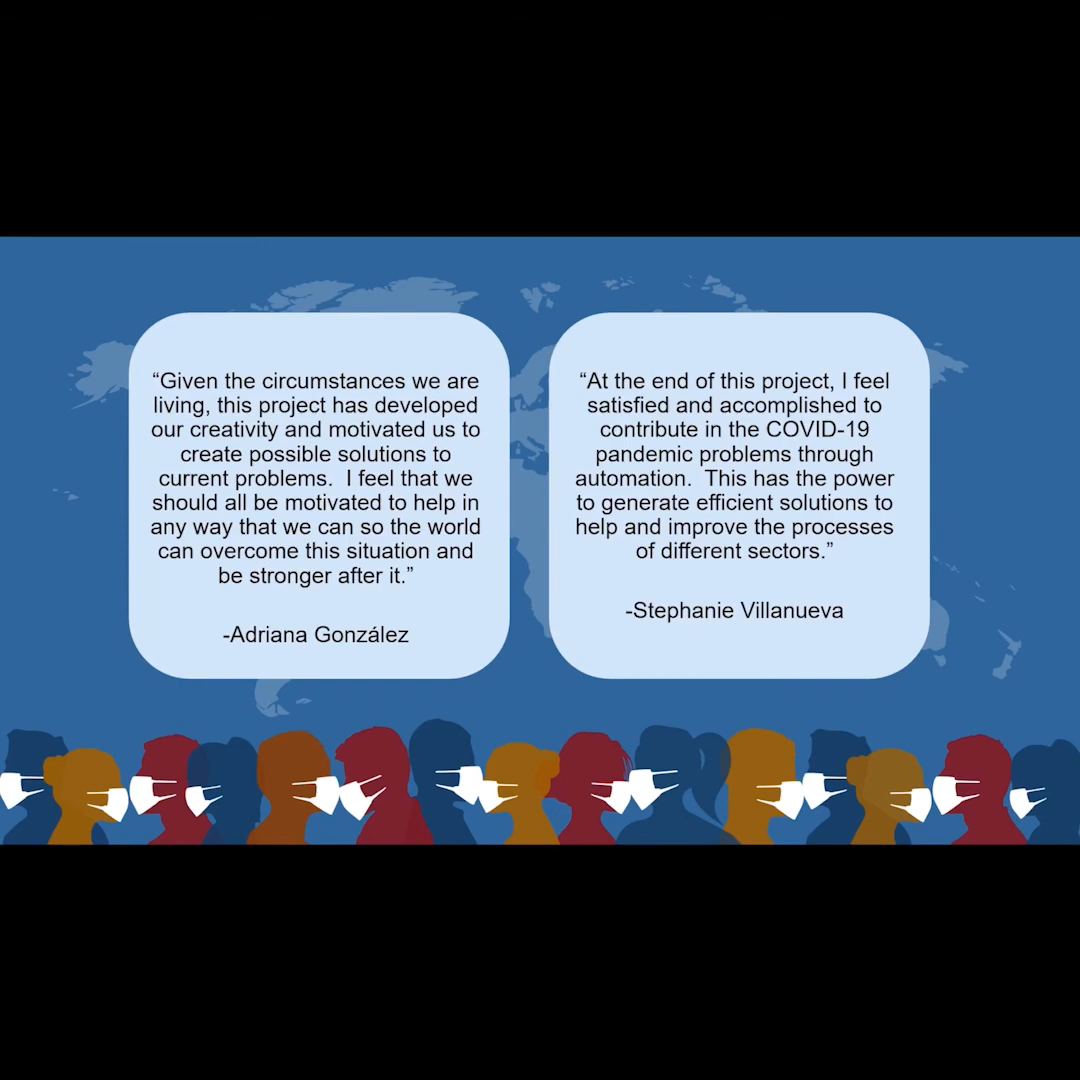 “Given the circumstances we are
living, this project has developed
our creativity and motivated us to
create possible solutions to
current problems.  I feel that we
should all be motivated to help in
any way that we can so the world
can overcome this situation and
be stronger after it.”
-Adriana González
“At the end of this project, I feel
satisfied and accomplished to
contribute in the COVID-19
pandemic problems through
automation.  This has the power
to generate efficient solutions to
help and improve the processes
of different sectors.”
-Stephanie Villanueva